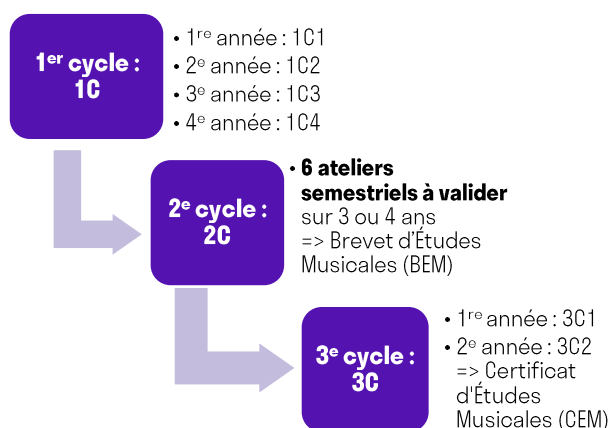 1er cycle :
1C
• 1re année : 1C1
• 2e année : 1C2
• 3e année : 1C3
• 4e année : 1C4
2e cycle :
2C
• 6 ateliers
semestriels à valider
sur 3 ou 4 ans
=> Brevet d'Études
Musicales (BEM)
3e cycle :
3C
• 1re année : 3C1
• 2e année : 3C2
=> Certificat
d'Études
Musicales (CEM)